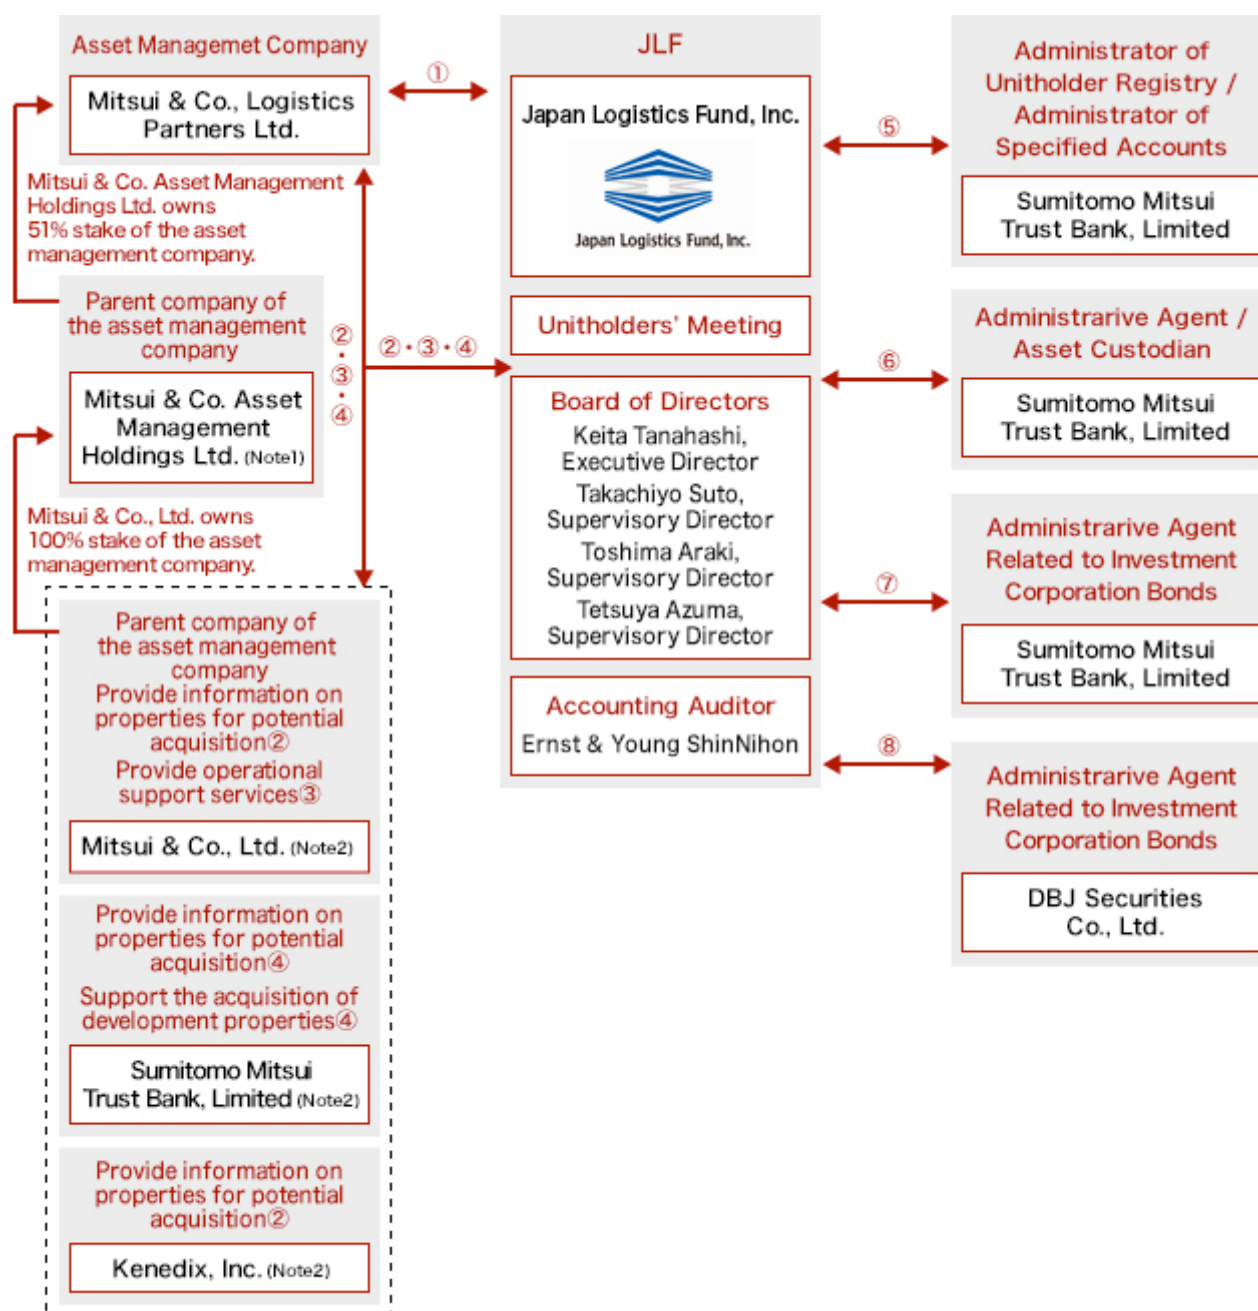 Asset Managemet Company
Mitsui & Co., Logistics
Partners Ltd.
①
Mitsui & Co. Asset Management
Holdings Ltd. owns
51% stake of the asset
management company.
Parent company of
the asset management
company
Mitsui & Co. Asset
Management
Holdings Ltd. (Note1)
②・③・④
②・③・④
Mitsui & Co., Ltd. owns
100% stake of the asset
management company.
Parent company of
the asset management
company
Provide information on
properties for potential
acquisition②
Provide operational
support services③
Mitsui & Co., Ltd. (Note2)
Provide information on
properties for potential
acquisition④
Support the acquisition of
development properties④
Sumitomo Mitsui
Trust Bank, Limited (Note2)
Provide information on
properties for potential
acquisition②
Kenedix, Inc. (Note2)
JLF
Japan Logistics Fund, Inc.
Japan Logistics Fund, Inc.
Unitholders' Meeting
Board of Directors
Keita Tanahashi,
Executive Director
Takachiyo Suto,
Supervisory Director
Toshima Araki,
Supervisory Director
Tetsuya Azuma,
Supervisory Director
Accounting Auditor
Ernst & Young ShinNihon
⑤
Administrator of
Unitholder Registry /
Administrator of
Specified Accounts
Sumitomo Mitsui
Trust Bank, Limited
⑥
Administrarive Agent /
Asset Custodian
Sumitomo Mitsui
Trust Bank, Limited
⑦
Administrarive Agent
Related to Investment
Corporation Bonds
Sumitomo Mitsui
Trust Bank, Limited
⑧
Administrarive Agent
Related to Investment
Corporation Bonds
DBJ Securities
Co., Ltd.